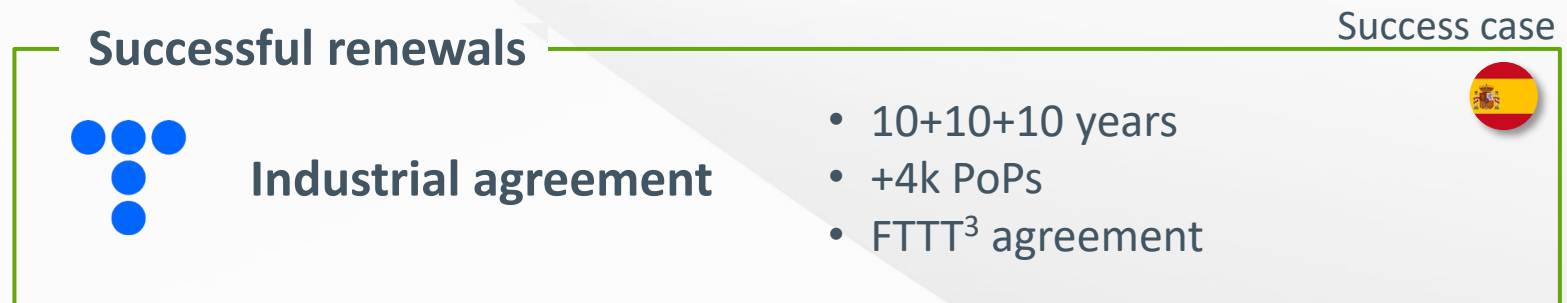 Success case
Successful renewals
Industrial agreement
• 10+10+10 years
• +4k PoPs
• FTTT³ agreement